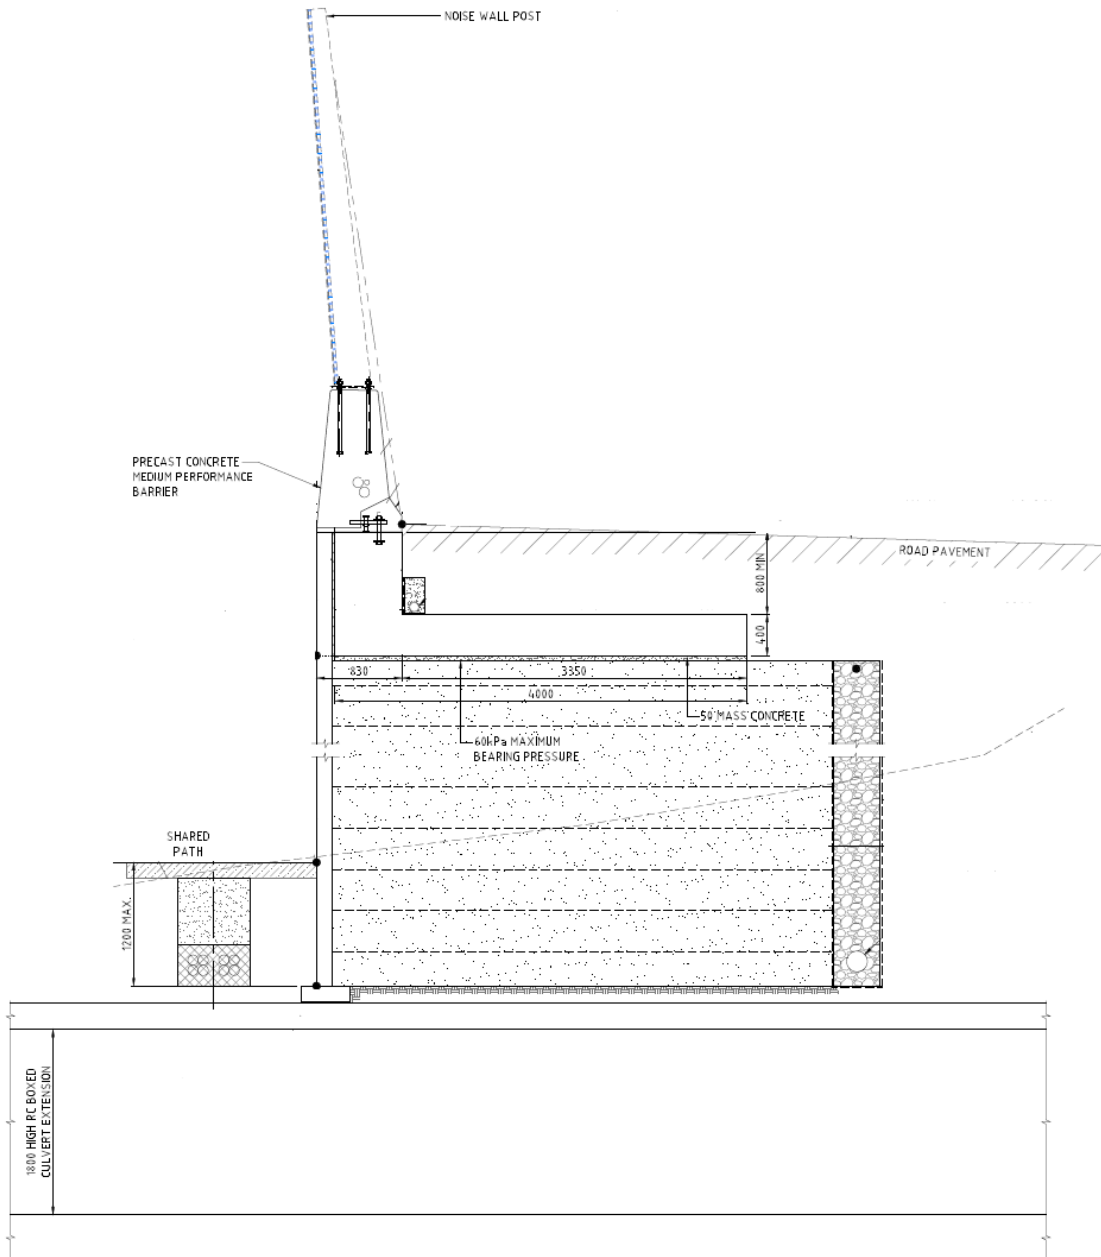 NOISE WALL POST
PRECAST CONCRETE
MEDIUM PERFORMANCE
BARRIER
ROAD PAVEMENT
800 MIN
400
830
3350
4000
50 MASS CONCRETE
60kPa MAXIMUM
BEARING PRESSURE
SHARED
PATH
1200 MAX.
1800 HIGH RC BOXED
CULVERT EXTENSION